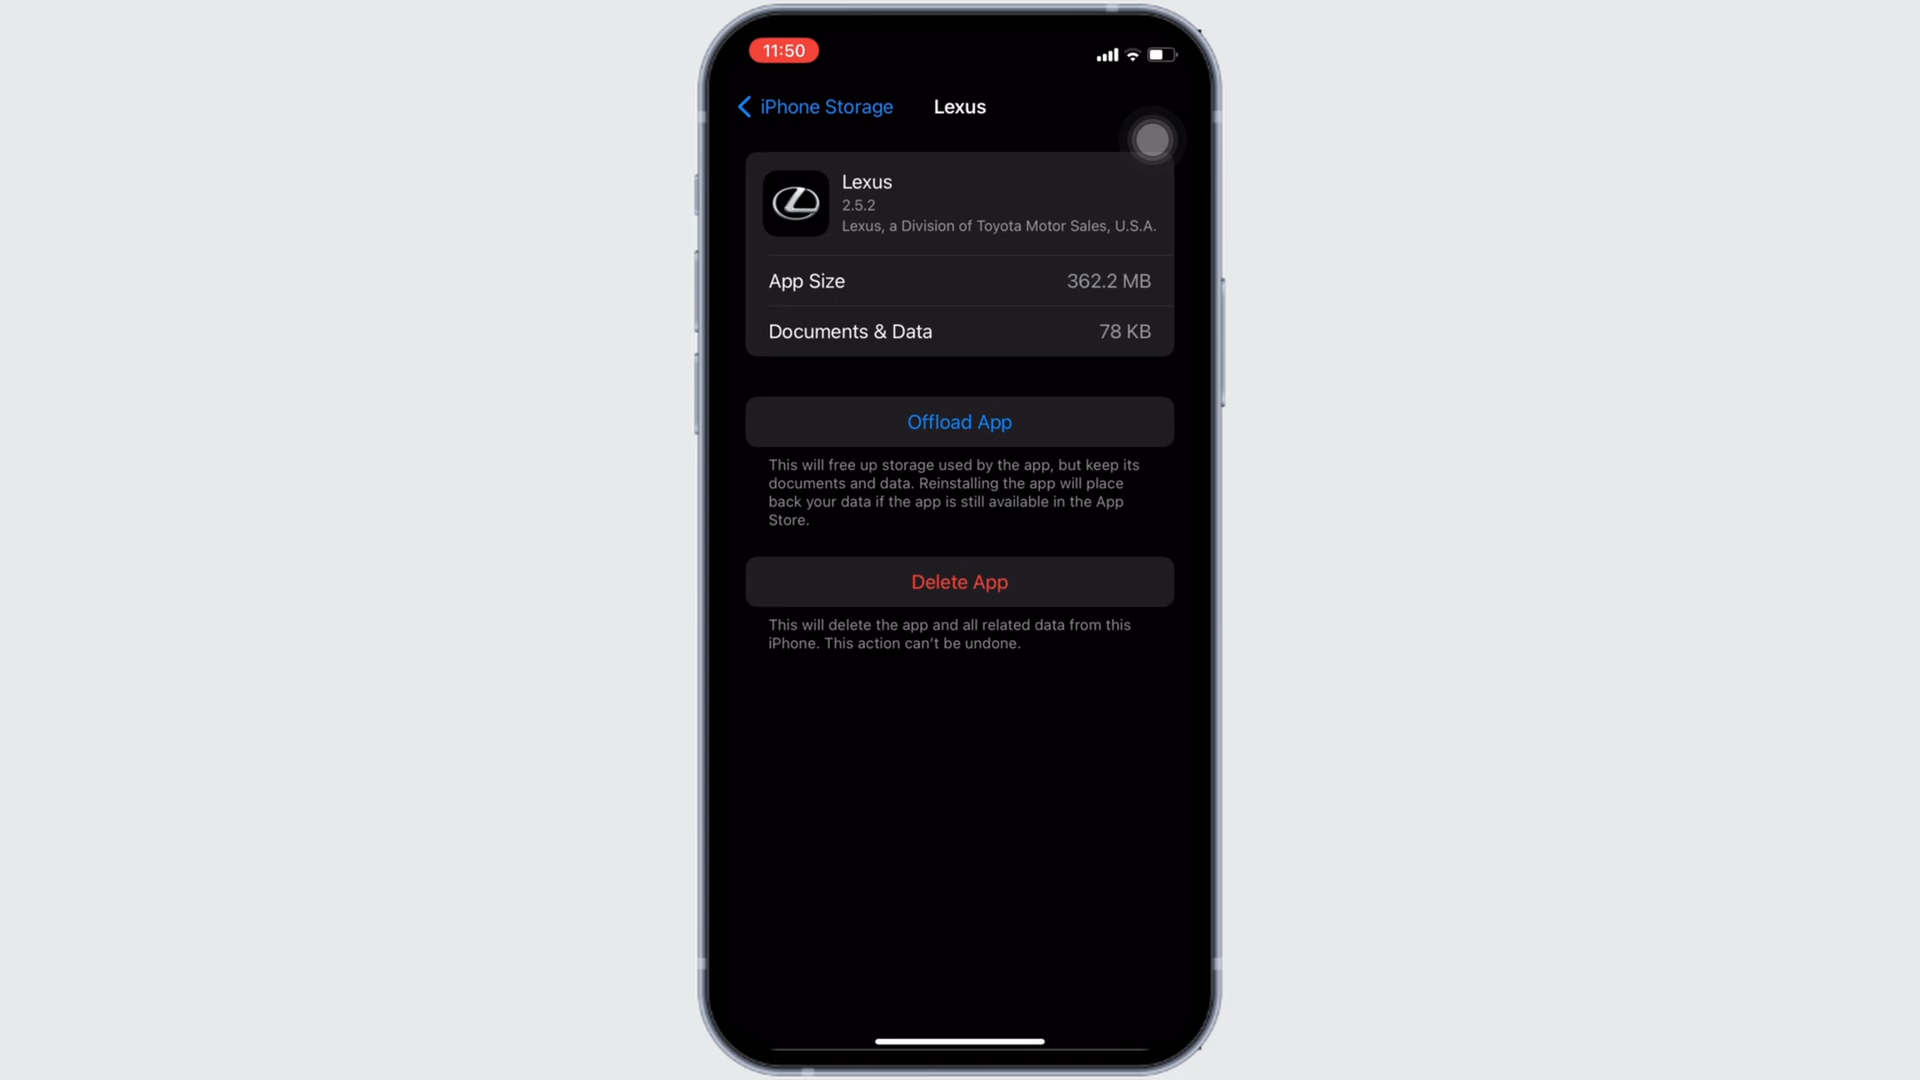 11:50
iPhone Storage
Lexus
Lexus
2.5.2
Lexus, a Division of Toyota Motor Sales, U.S.A.
App Size 362.2 MB
Documents & Data 78 KB
Offload App
This will free up storage used by the app, but keep its
documents and data. Reinstalling the app will place
back your data if the app is still available in the App
Store.
Delete App
This will delete the app and all related data from this
iPhone. This action can't be undone.